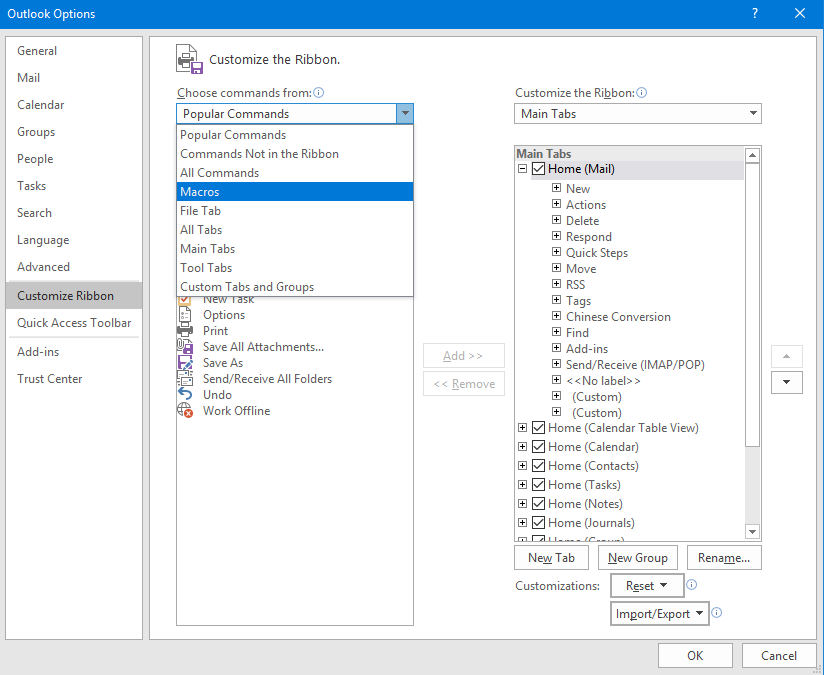 Outlook Options
?
General
Mail
Calendar
Groups
People
Tasks
Search
Language
Advanced
Customize Ribbon
Quick Access Toolbar
Add-ins
Trust Center
Customize the Ribbon.
Choose commands from:
Popular Commands
Popular Commands
Commands Not in the Ribbon
All Commands
Macros
File Tab
All Tabs
Main Tabs
Tool Tabs
Custom Tabs and Groups
New Task
Options
Print
Save All Attachments...
Save As
Send/Receive All Folders
Undo
Work Offline
Add >>
<< Remove
Customize the Ribbon:
Main Tabs
Main Tabs
Home (Mail)
New
Actions
Delete
Respond
Quick Steps
Move
RSS
Tags
Chinese Conversion
Find
Add-ins
Send/Receive (IMAP/POP)
<<No label>>
(Custom)
(Custom)
Home (Calendar Table View)
Home (Calendar)
Home (Contacts)
Home (Tasks)
Home (Notes)
Home (Journals)
Home (Group)
New Tab New Group Rename...
Customizations: Reset
Import/Export
OK Cancel